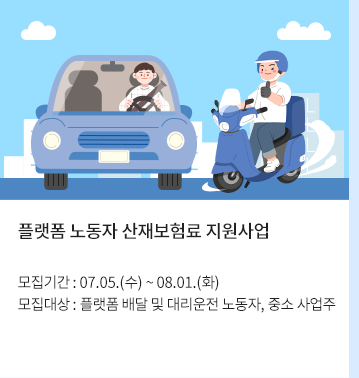 플랫폼 노동자 산재보험료 지원사업
모집기간 : 07.05.(수) ~ 08.01.(화)
모집대상 : 플랫폼 배달 및 대리운전 노동자, 중소 사업주